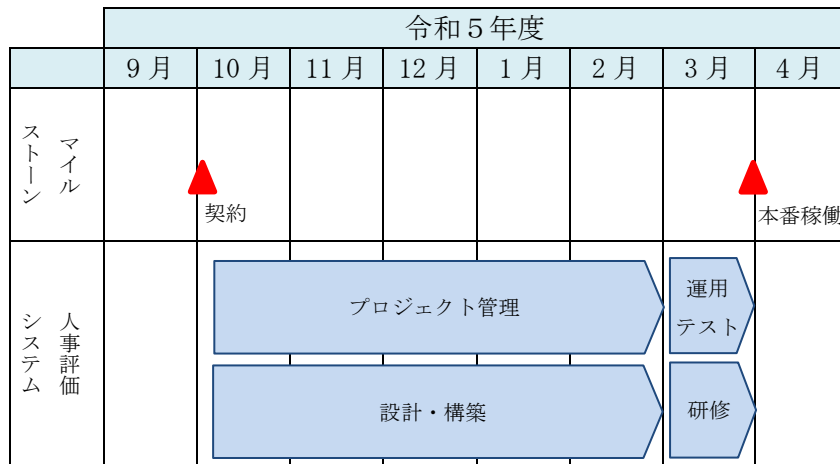 令和５年度
９月 10月 11月 12月 １月 ２月 ３月 ４月
マイル
ストーン
契約
本番稼働
人事評価
システム
プロジェクト管理
運用
テスト
設計・構築
研修